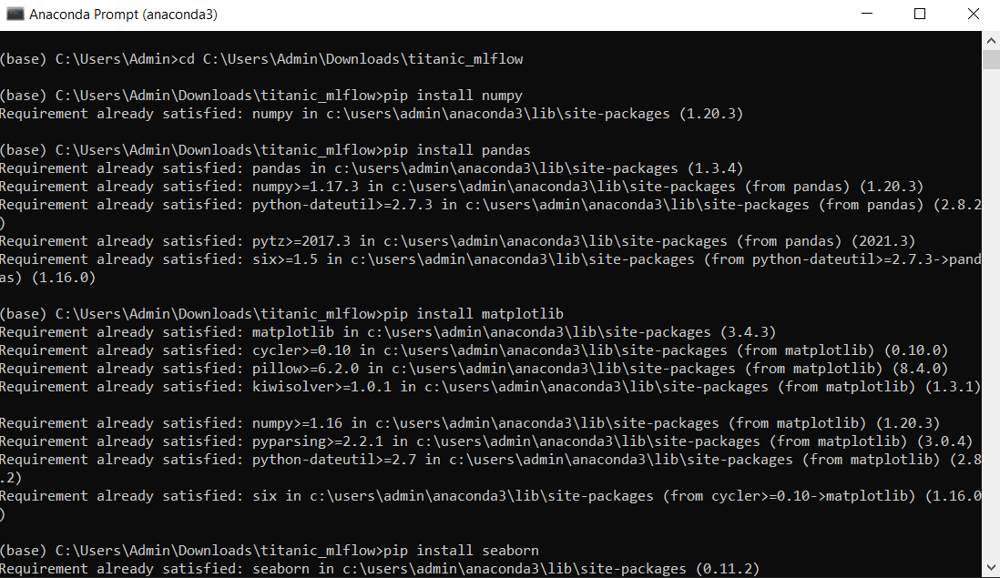 Anaconda Prompt (anaconda3)
(base) C:\Users\Admin>cd C:\Users\Admin\Downloads\titanic_mlflow
(base) C:\Users\Admin\Downloads\titanic_mlflow>pip install numpy
Requirement already satisfied: numpy in c:\users\admin\anaconda3\lib\site-packages (1.20.3)
(base) C:\Users\Admin\Downloads\titanic_mlflow>pip install pandas
Requirement already satisfied: pandas in c:\users\admin\anaconda3\lib\site-packages (1.3.4)
Requirement already satisfied: numpy>=1.17.3 in c:\users\admin\anaconda3\lib\site-packages (from pandas) (1.20.3)
Requirement already satisfied: python-dateutil>=2.7.3 in c:\users\admin\anaconda3\lib\site-packages (from pandas) (2.8.2
)
Requirement already satisfied: pytz>=2017.3 in c:\users\admin\anaconda3\lib\site-packages (from pandas) (2021.3)
Requirement already satisfied: six>=1.5 in c:\users\admin\anaconda3\lib\site-packages (from python-dateutil>=2.7.3->pand
as) (1.16.0)
(base) C:\Users\Admin\Downloads\titanic_mlflow>pip install matplotlib
Requirement already satisfied: matplotlib in c:\users\admin\anaconda3\lib\site-packages (3.4.3)
Requirement already satisfied: cycler>=0.10 in c:\users\admin\anaconda3\lib\site-packages (from matplotlib) (0.10.0)
Requirement already satisfied: pillow>=6.2.0 in c:\users\admin\anaconda3\lib\site-packages (from matplotlib) (8.4.0)
Requirement already satisfied: kiwisolver>=1.0.1 in c:\users\admin\anaconda3\lib\site-packages (from matplotlib) (1.3.1)
Requirement already satisfied: numpy>=1.16 in c:\users\admin\anaconda3\lib\site-packages (from matplotlib) (1.20.3)
Requirement already satisfied: pyparsing>=2.2.1 in c:\users\admin\anaconda3\lib\site-packages (from matplotlib) (3.0.4)
Requirement already satisfied: python-dateutil>=2.7 in c:\users\admin\anaconda3\lib\site-packages (from matplotlib) (2.8
.2)
Requirement already satisfied: six in c:\users\admin\anaconda3\lib\site-packages (from cycler>=0.10->matplotlib) (1.16.0
)
(base) C:\Users\Admin\Downloads\titanic_mlflow>pip install seaborn
Requirement already satisfied: seaborn in c:\users\admin\anaconda3\lib\site-packages (0.11.2)